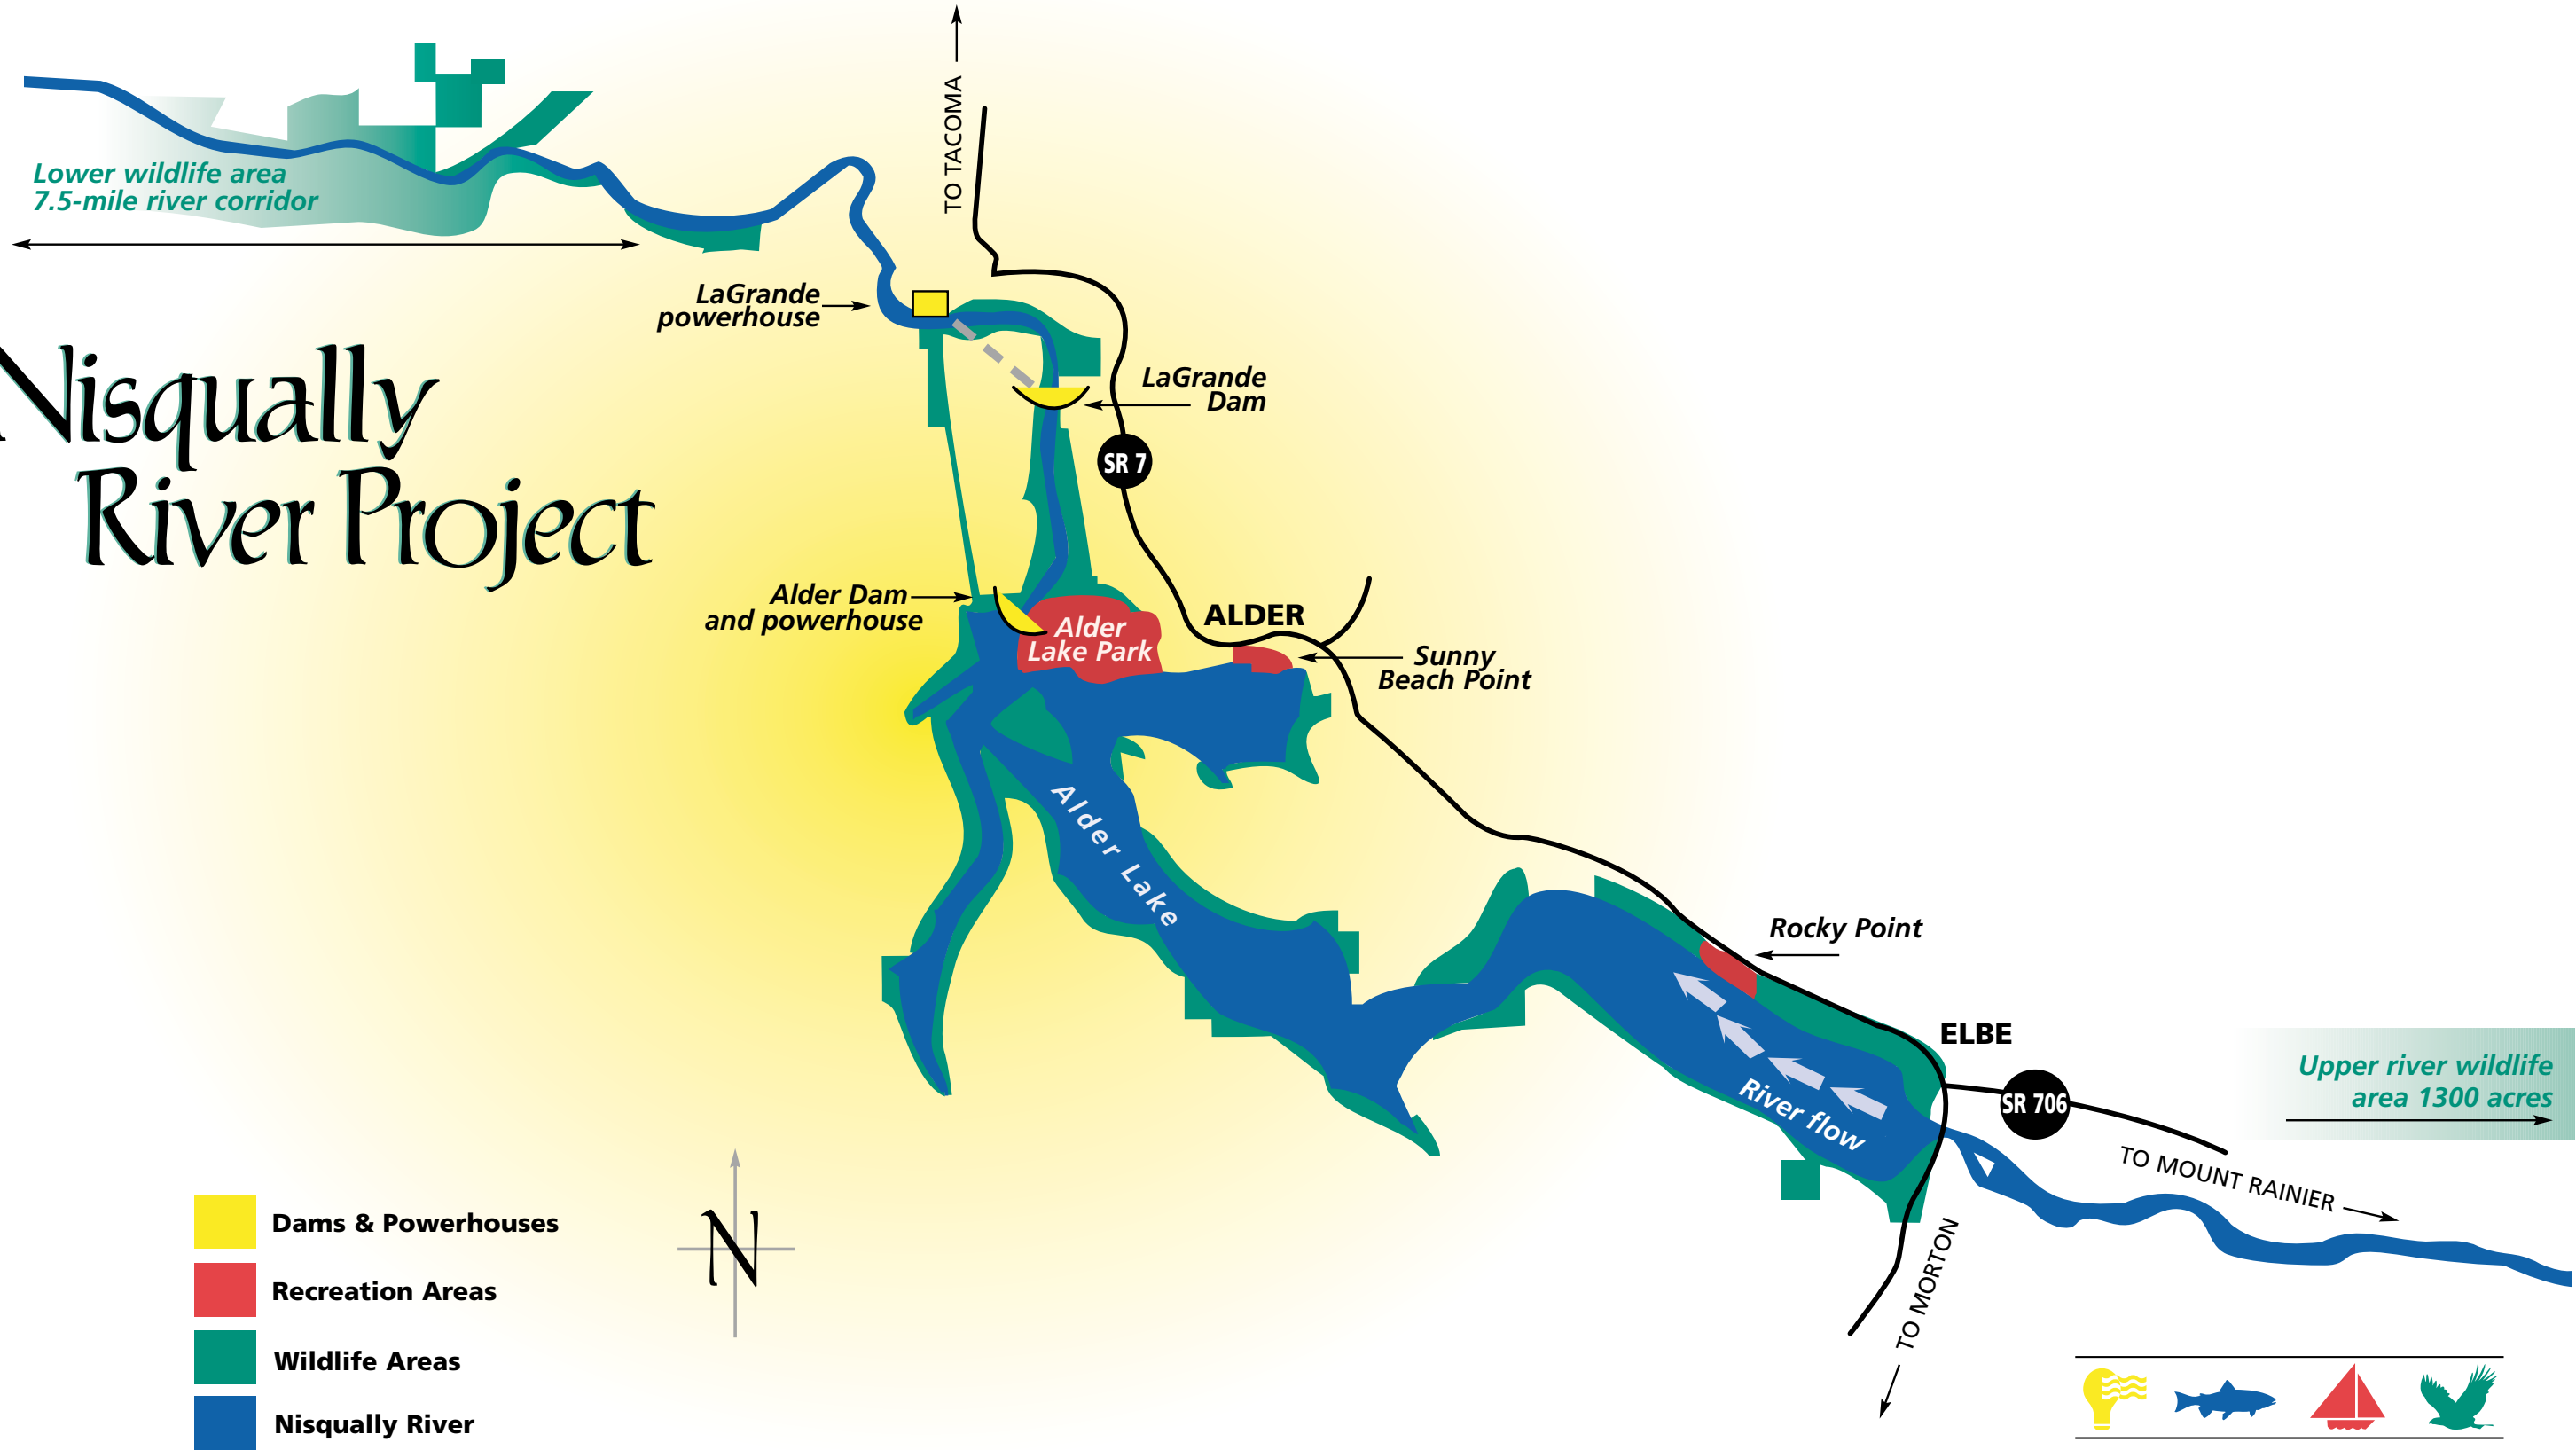 TO TACOMA
Lower wildlife area
7.5-mile river corridor
LaGrande
powerhouse
Nisqually
River Project
LaGrande
Dam
SR 7
Alder Dam
and powerhouse
Alder
Lake Park
ALDER
Sunny
Beach Point
Alder Lake
Rocky Point
ELBE
River flow
SR 706
Upper river wildlife
area 1300 acres
TO MOUNT RAINIER
TO MORTON
N
Dams & Powerhouses
Recreation Areas
Wildlife Areas
Nisqually River